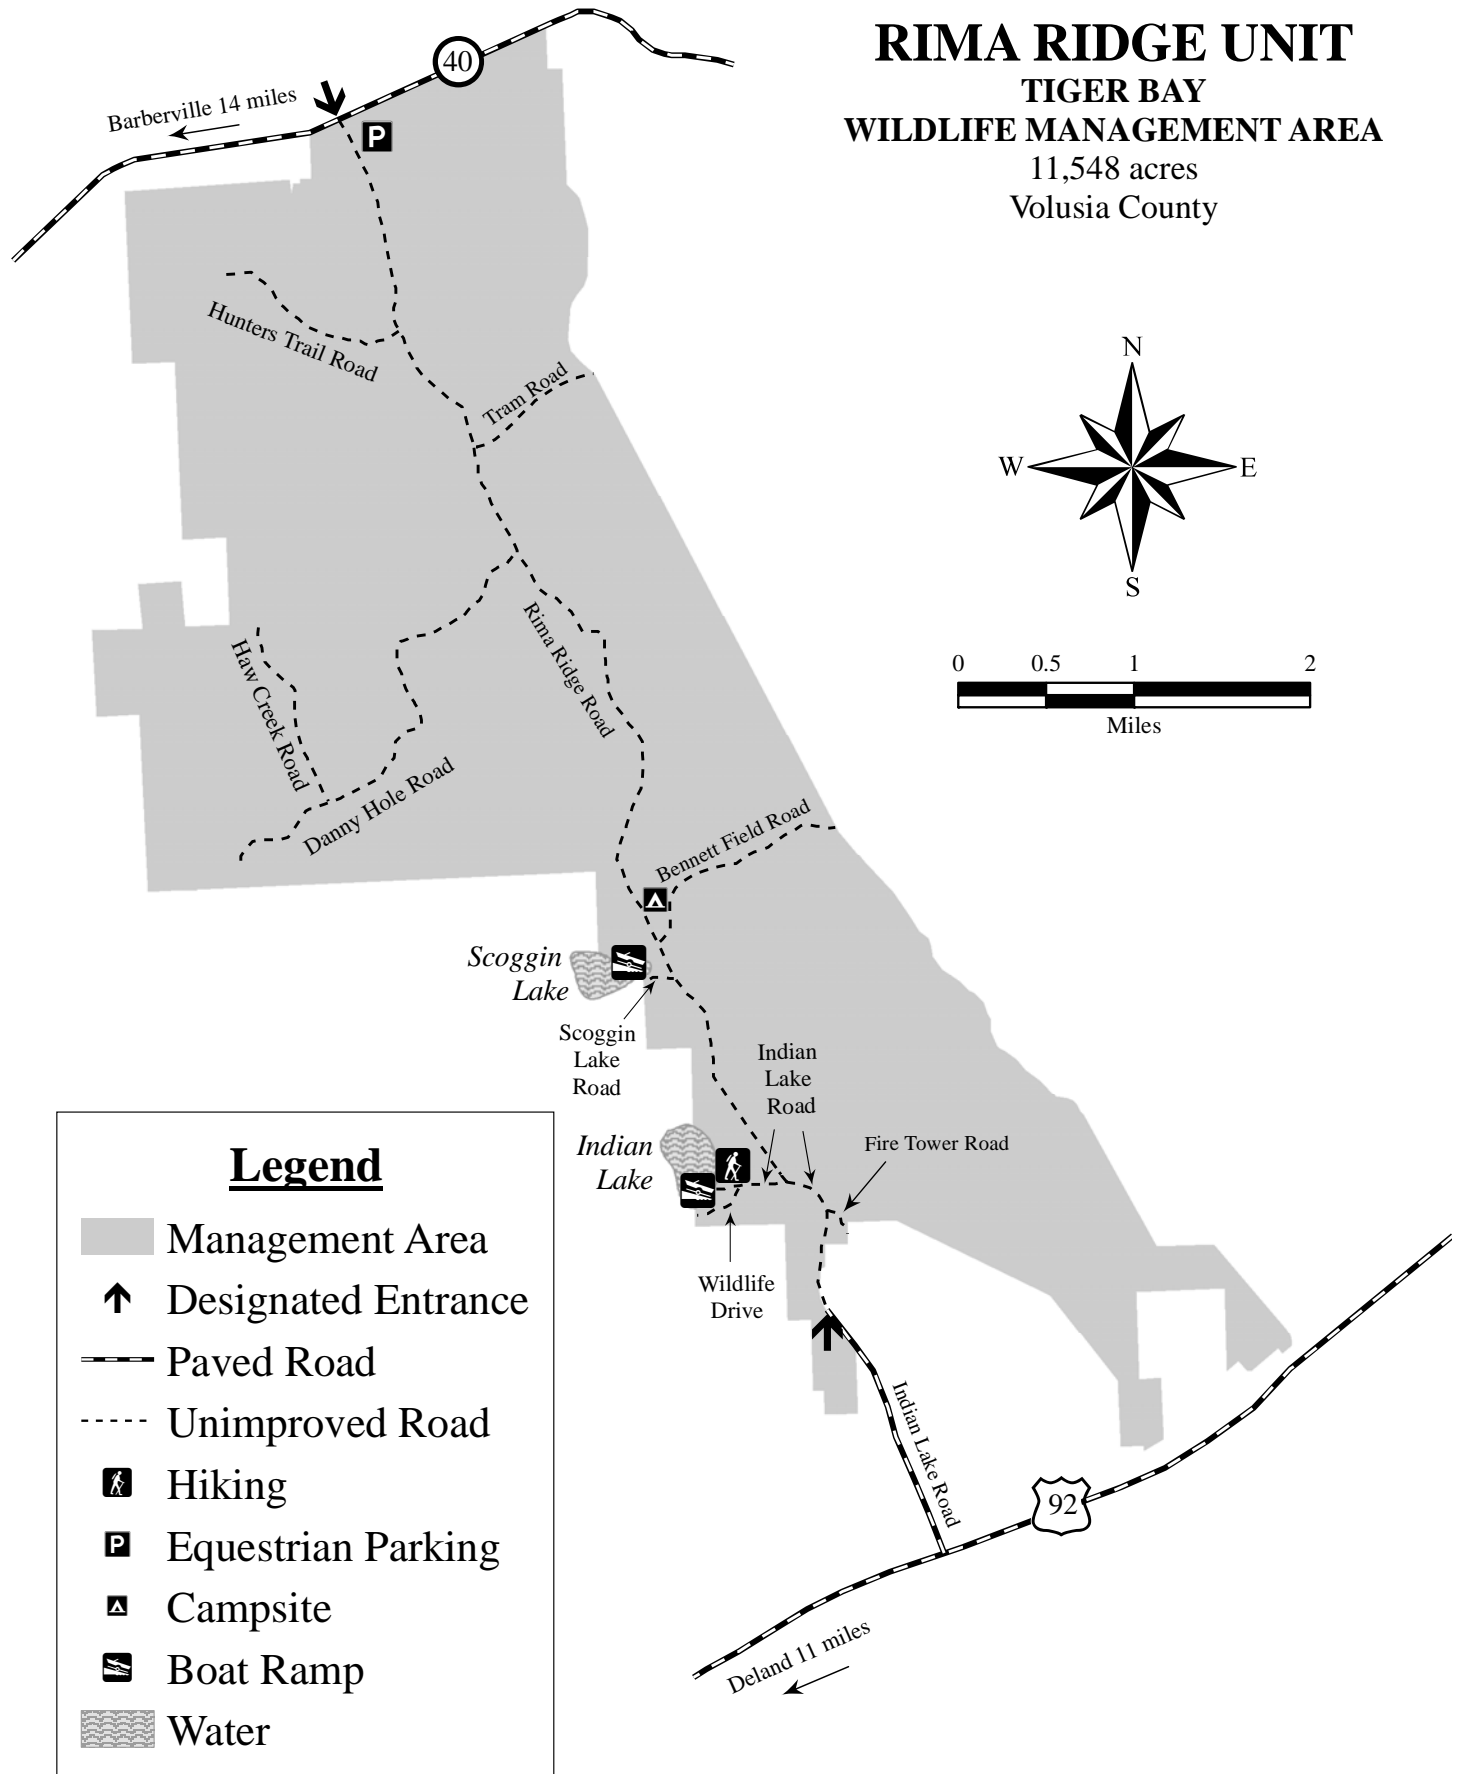 RIMA RIDGE UNIT
TIGER BAY
WILDLIFE MANAGEMENT AREA
11,548 acres
Volusia County
40
Barberville 14 miles
P
Hunters Trail Road
Tram Road
N
W
E
S
0 0.5 1 2
Miles
Rima Ridge Road
Haw Creek Road
Danny Hole Road
Bennett Field Road
Scoggin
Lake
Scoggin
Lake
Road
Indian
Lake
Road
Indian
Lake
Fire Tower Road
Wildlife
Drive
Indian Lake Road
92
Deland 11 miles
Legend
Management Area
Designated Entrance
Paved Road
Unimproved Road
Hiking
P Equestrian Parking
Campsite
Boat Ramp
Water